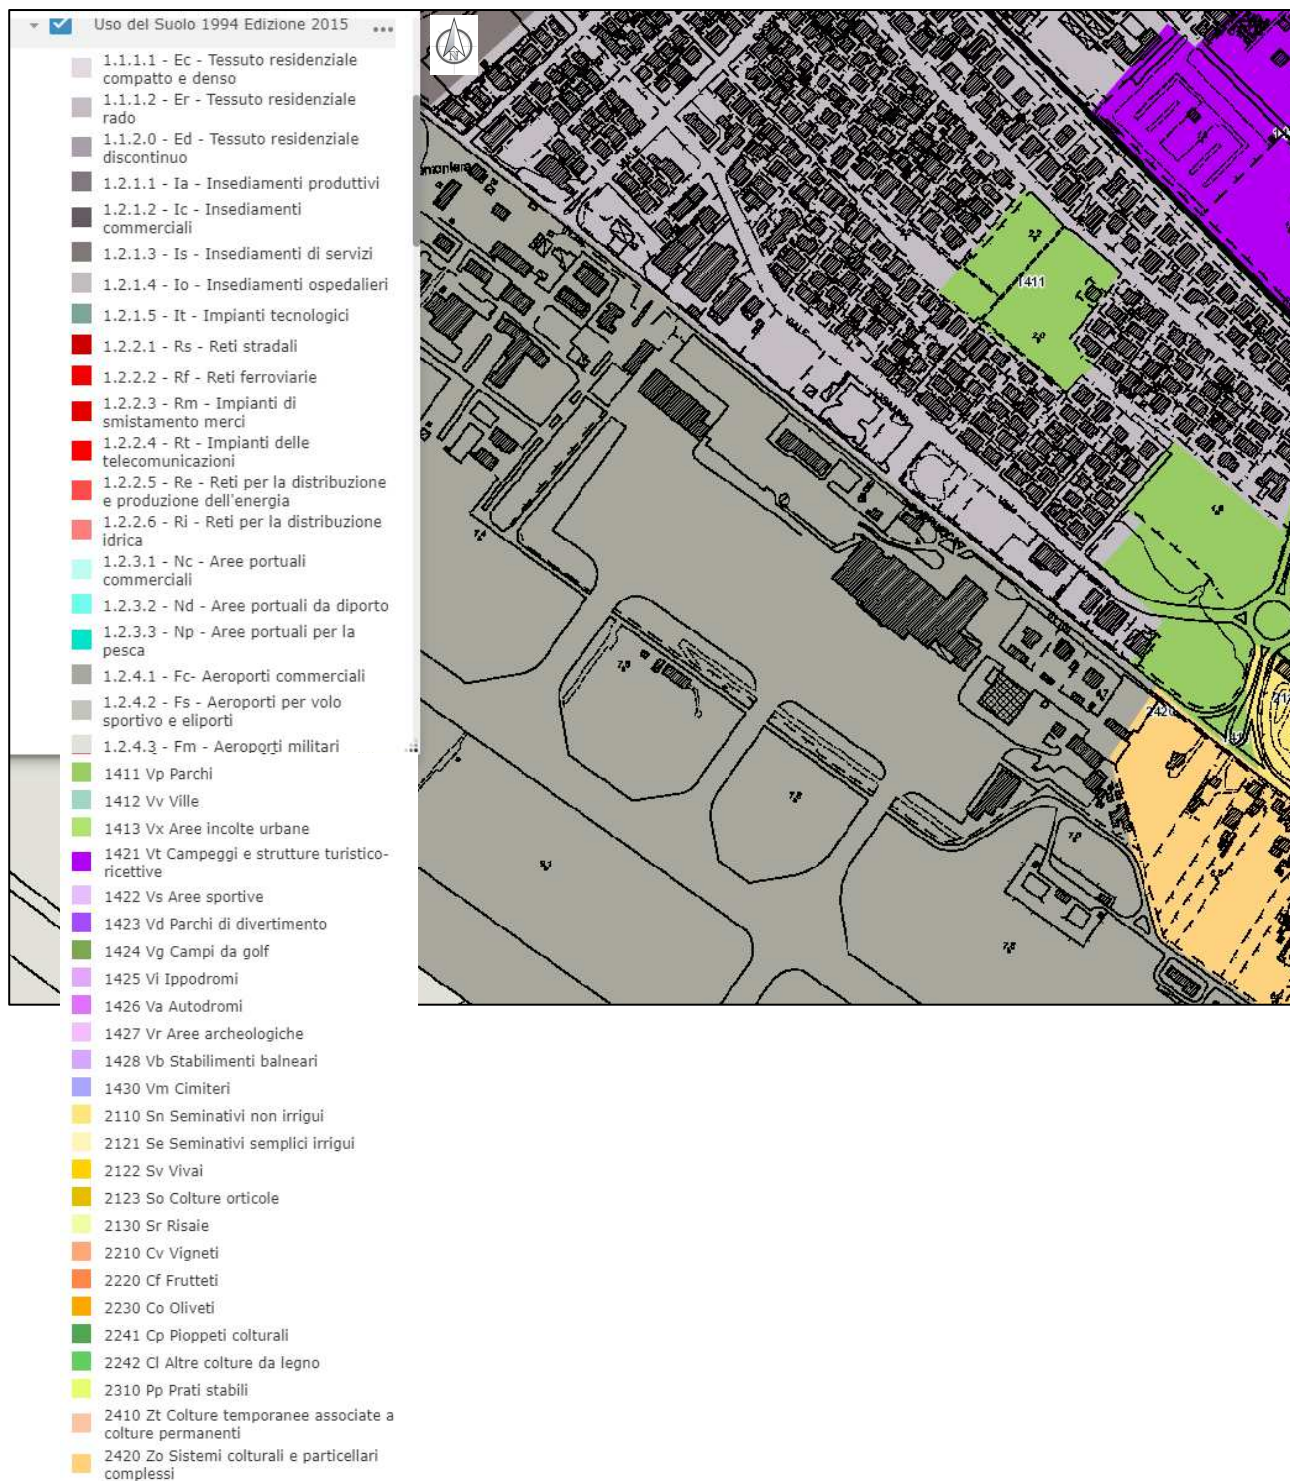 Uso del Suolo 1994 Edizione 2015
1.1.1.1 - Ec - Tessuto residenziale
compatto e denso
1.1.1.2 - Er - Tessuto residenziale
rado
1.1.2.0 - Ed - Tessuto residenziale
discontinuo
1.2.1.1 - Ia - Insediamenti produttivi
1.2.1.2 - Ic - Insediamenti
commerciali
1.2.1.3 - Is - Insediamenti di servizi
1.2.1.4 - Io - Insediamenti ospedalieri
1.2.1.5 - It - Impianti tecnologici
1.2.2.1 - Rs - Reti stradali
1.2.2.2 - Rf - Reti ferroviarie
1.2.2.3 - Rm - Impianti di
smistamento merci
1.2.2.4 - Rt - Impianti delle
telecomunicazioni
1.2.2.5 - Re - Reti per la distribuzione
e produzione dell'energia
1.2.2.6 - Ri - Reti per la distribuzione
idrica
1.2.3.1 - Nc - Aree portuali
commerciali
1.2.3.2 - Nd - Aree portuali da diporto
1.2.3.3 - Np - Aree portuali per la
pesca
1.2.4.1 - Fc- Aeroporti commerciali
1.2.4.2 - Fs - Aeroporti per volo
sportivo e eliporti
1.2.4.3 - Fm - Aeroporti militari
1411 Vp Parchi
1412 Vv Ville
1413 Vx Aree incolte urbane
1421 Vt Campeggi e strutture turistico-
ricettive
1422 Vs Aree sportive
1423 Vd Parchi di divertimento
1424 Vg Campi da golf
1425 Vi Ippodromi
1426 Va Autodromi
1427 Vr Aree archeologiche
1428 Vb Stabilimenti balneari
1430 Vm Cimiteri
2110 Sn Seminativi non irrigui
2121 Se Seminativi semplici irrigui
2122 Sv Vivai
2123 So Colture orticole
2130 Sr Risaie
2210 Cv Vigneti
2220 Cf Frutteti
2230 Co Oliveti
2241 Cp Pioppeti colturali
2242 Cl Altre colture da legno
2310 Pp Prati stabili
2410 Zt Colture temporanee associate a
colture permanenti
2420 Zo Sistemi colturali e particellari
complessi
N
VIALE
VIALE
1411
2,0
7,6
2420